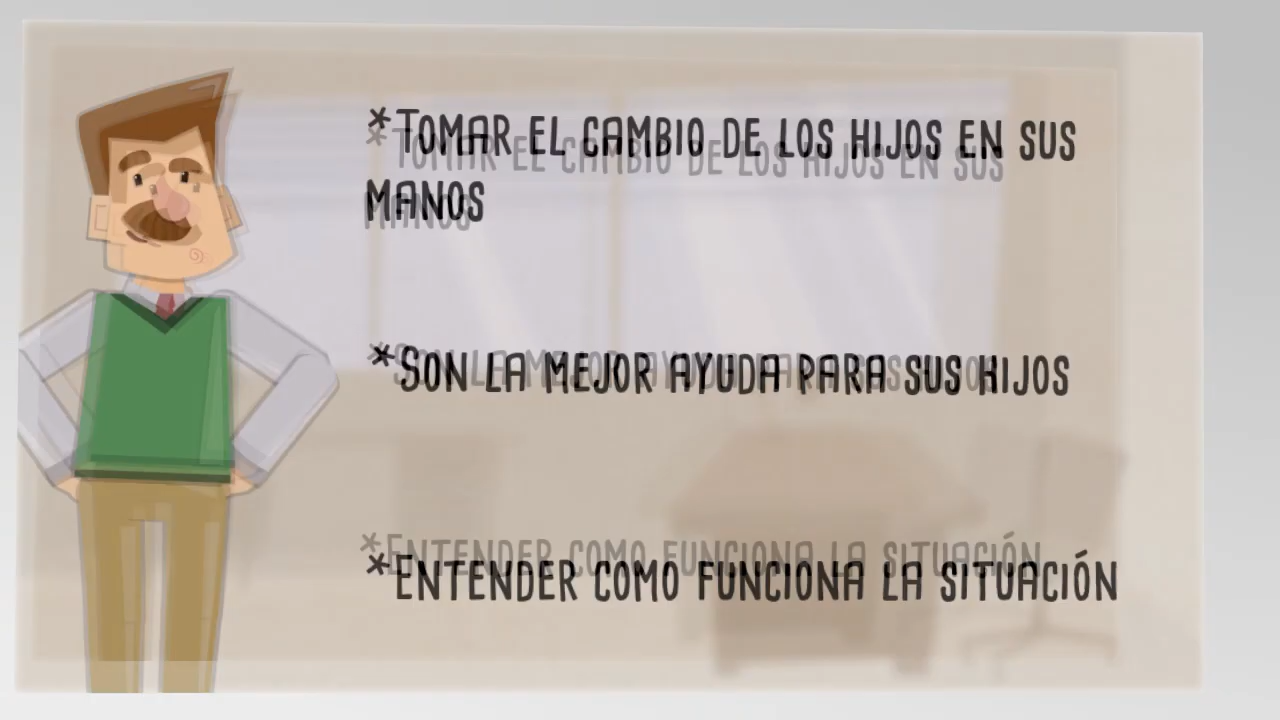 *Tomar el cambio de los hijos en sus
manos
*Son la mejor ayuda para sus hijos
*Entender como funciona la situación